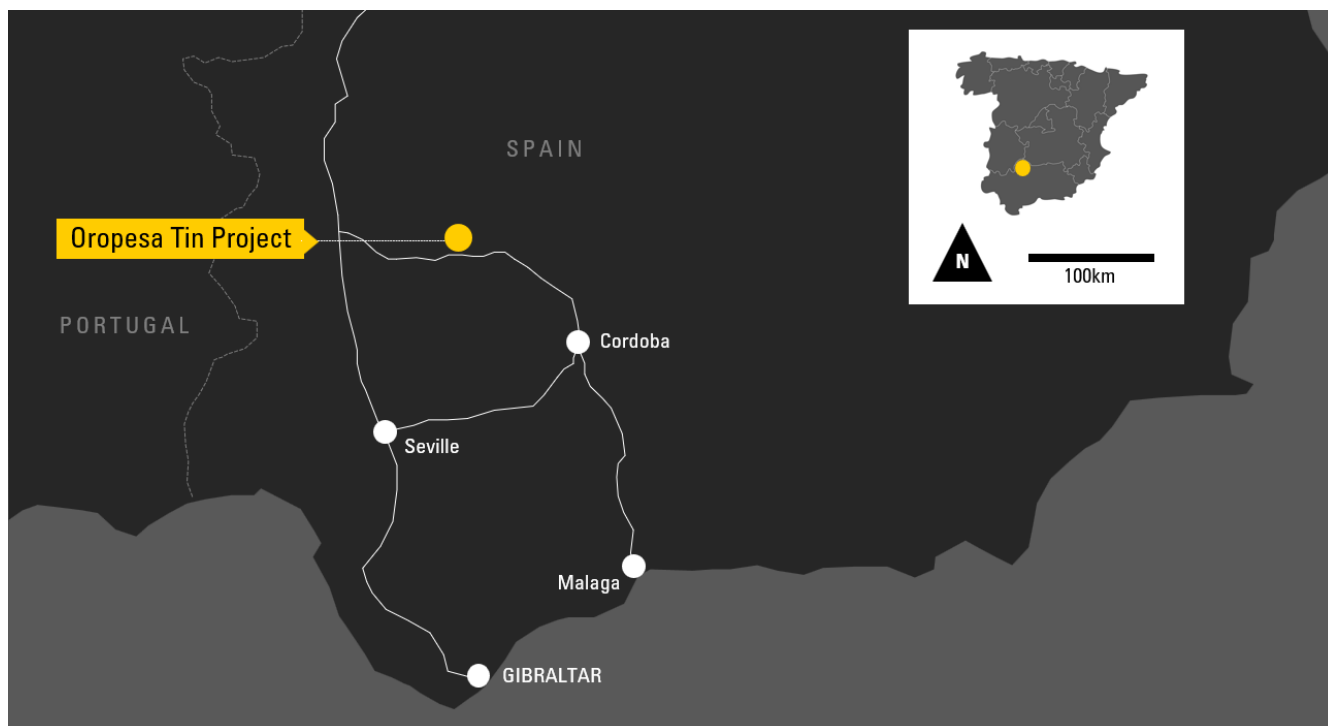 SPAIN
Oropesa Tin Project
N
100km
PORTUGAL
Cordoba
Seville
Malaga
GIBRALTAR